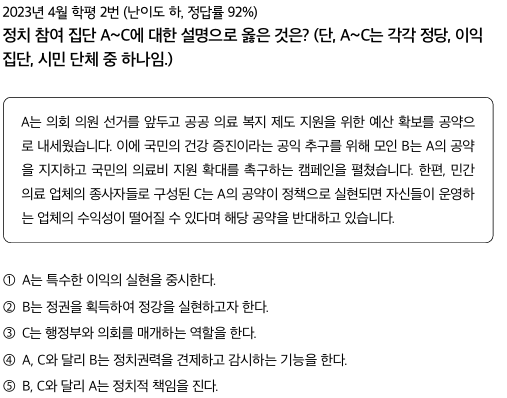 2023년 4월 학평 2번 (난이도 하, 정답률 92%)
정치 참여 집단 A~C에 대한 설명으로 옳은 것은? (단, A~C는 각각 정당, 이익
집단, 시민 단체 중 하나임.)
A는 의회 의원 선거를 앞두고 공공 의료 복지 제도 지원을 위한 예산 확보를 공약으
로 내세웠습니다. 이에 국민의 건강 증진이라는 공익 추구를 위해 모인 B는 A의 공약
을 지지하고 국민의 의료비 지원 확대를 촉구하는 캠페인을 펼쳤습니다. 한편, 민간
의료 업체의 종사자들로 구성된 C는 A의 공약이 정책으로 실현되면 자신들이 운영하
는 업체의 수익성이 떨어질 수 있다며 해당 공약을 반대하고 있습니다.
① A는 특수한 이익의 실현을 중시한다.
② B는 정권을 획득하여 정강을 실현하고자 한다.
③ C는 행정부와 의회를 매개하는 역할을 한다.
④ A, C와 달리 B는 정치권력을 견제하고 감시하는 기능을 한다.
⑤ B, C와 달리 A는 정치적 책임을 진다.